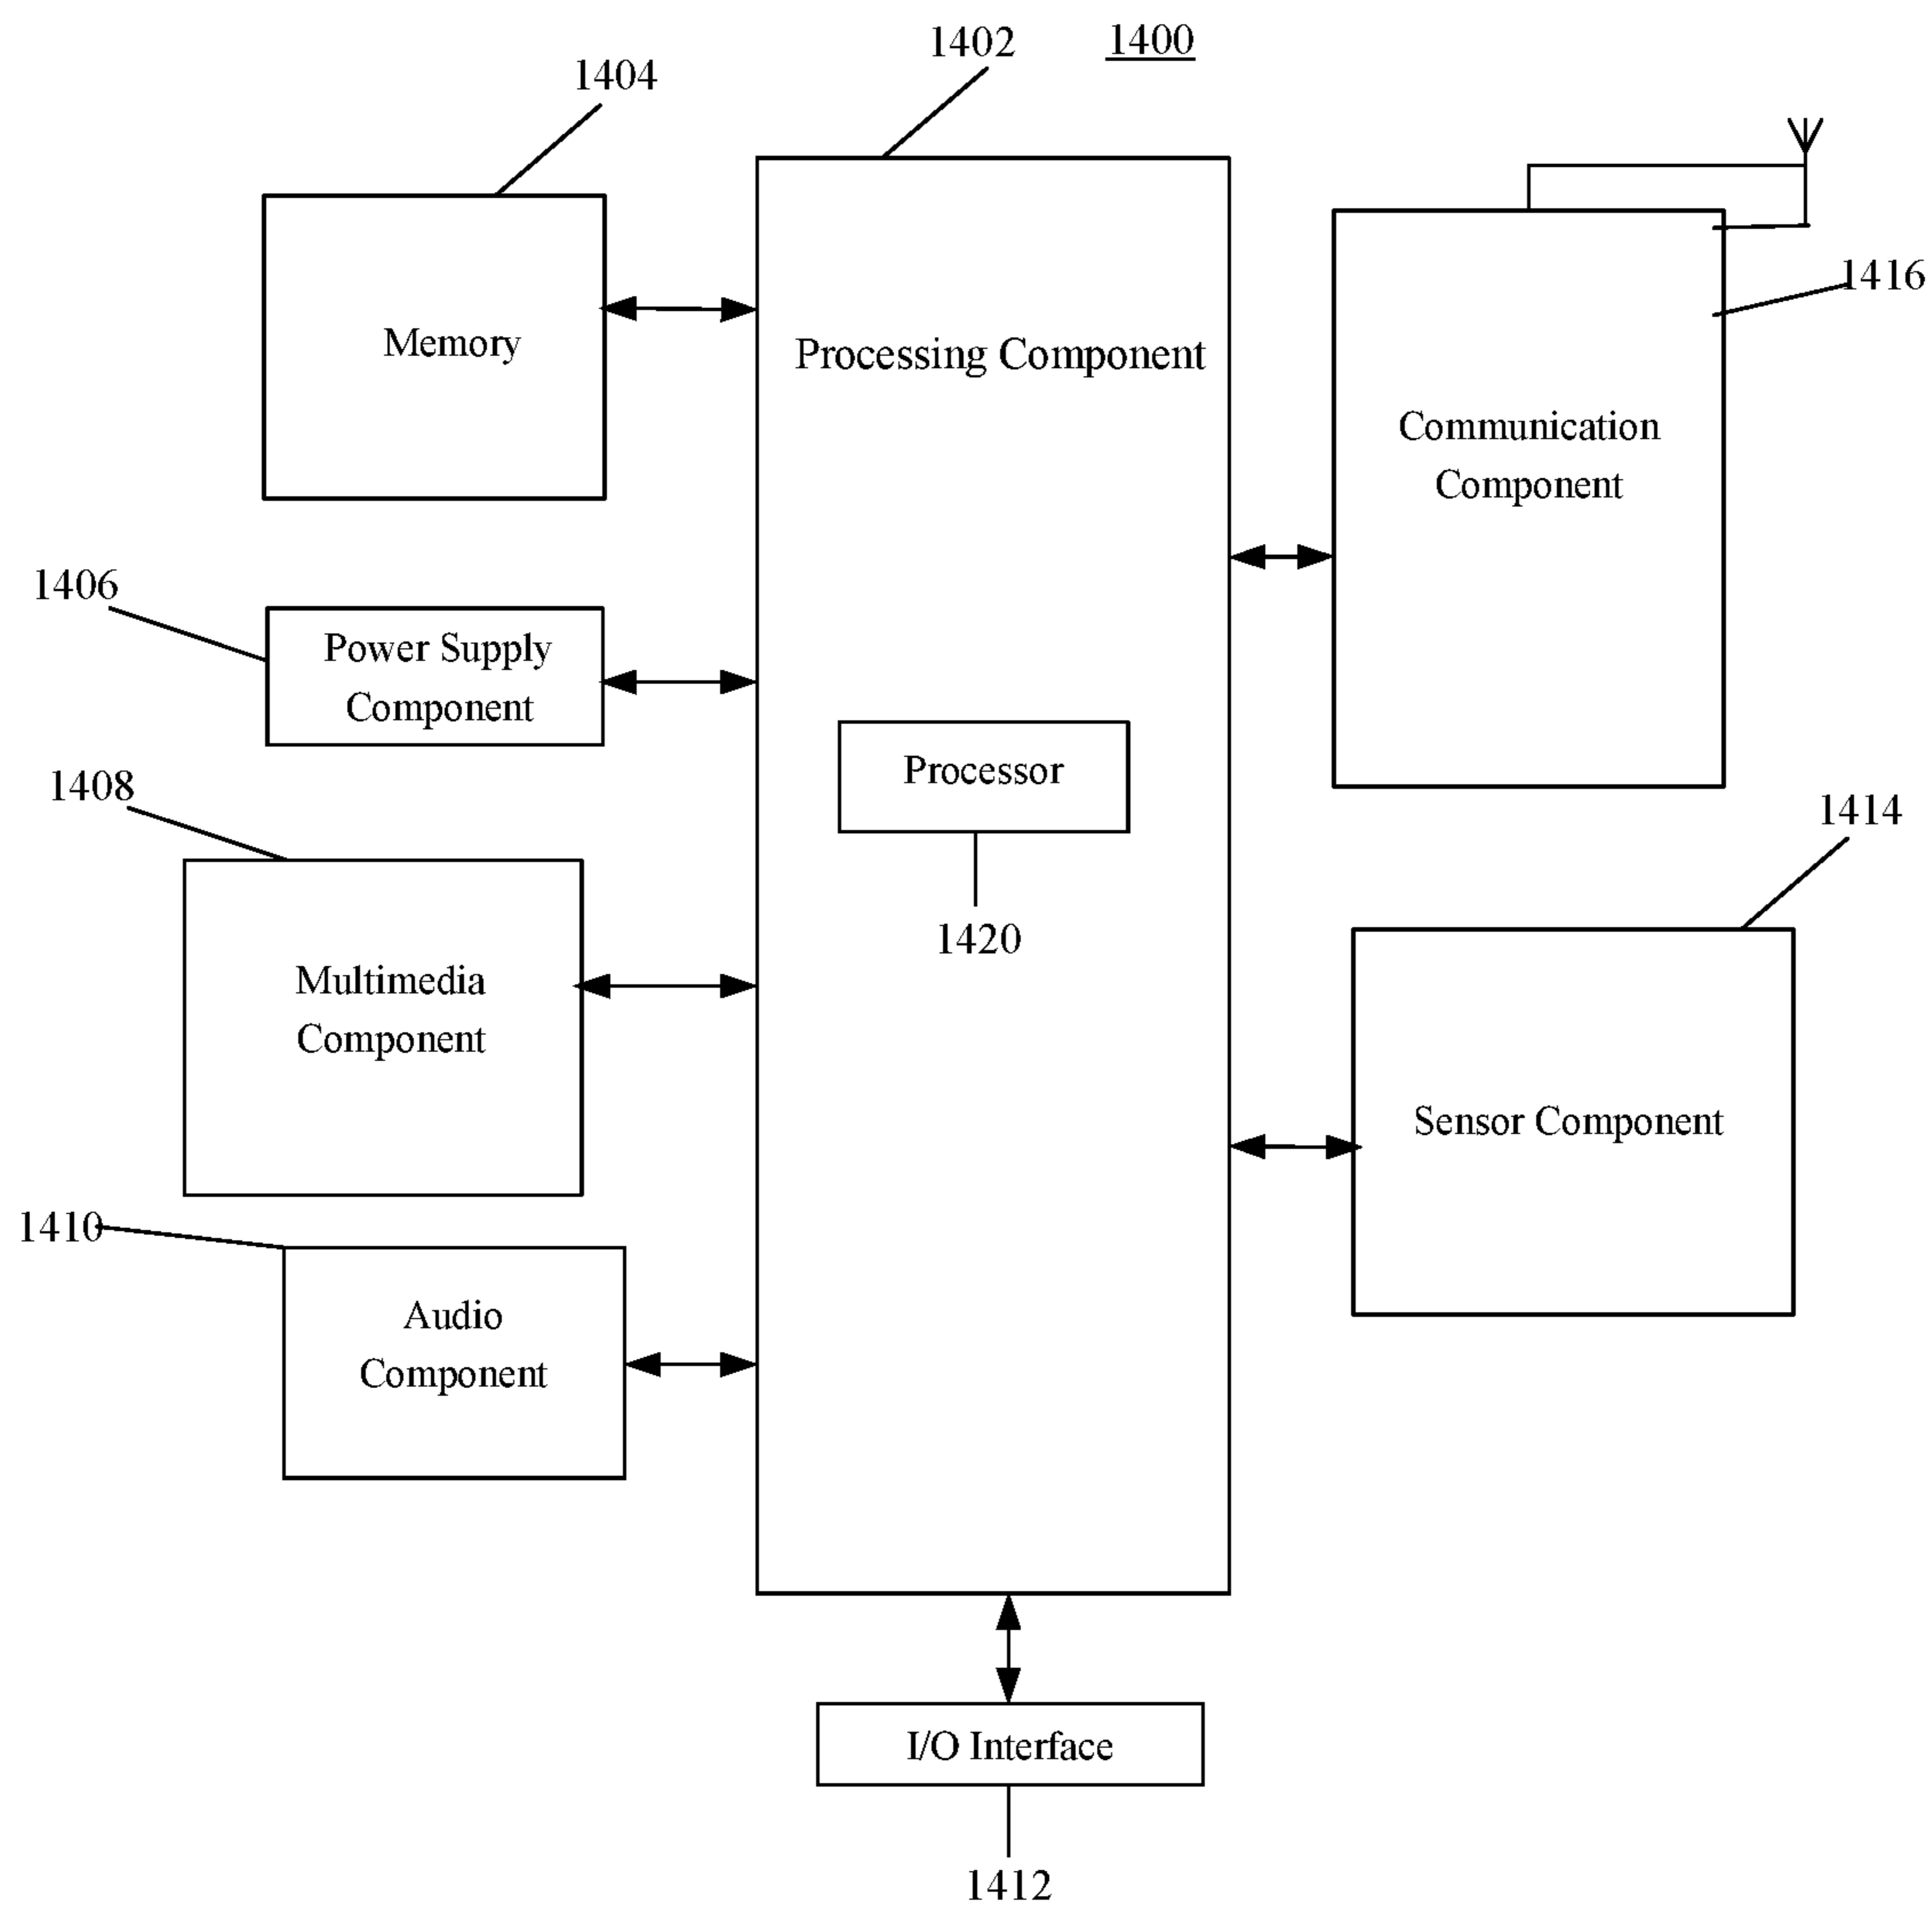 1402
1400
1404
1416
Memory
Processing Component
Communication
Component
1406
Power Supply
Component
Processor
1408
1414
1420
Multimedia
Component
Sensor Component
1410
Audio
Component
I/O Interface
1412